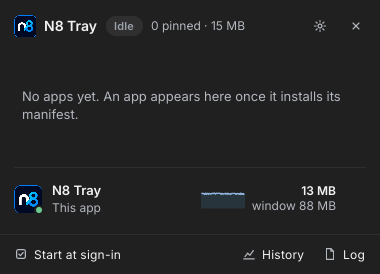 n8 N8 Tray Idle 0 pinned · 15 MB
No apps yet. An app appears here once it installs its
manifest.
n8 N8 Tray 13 MB
This app window 88 MB
Start at sign-in History Log